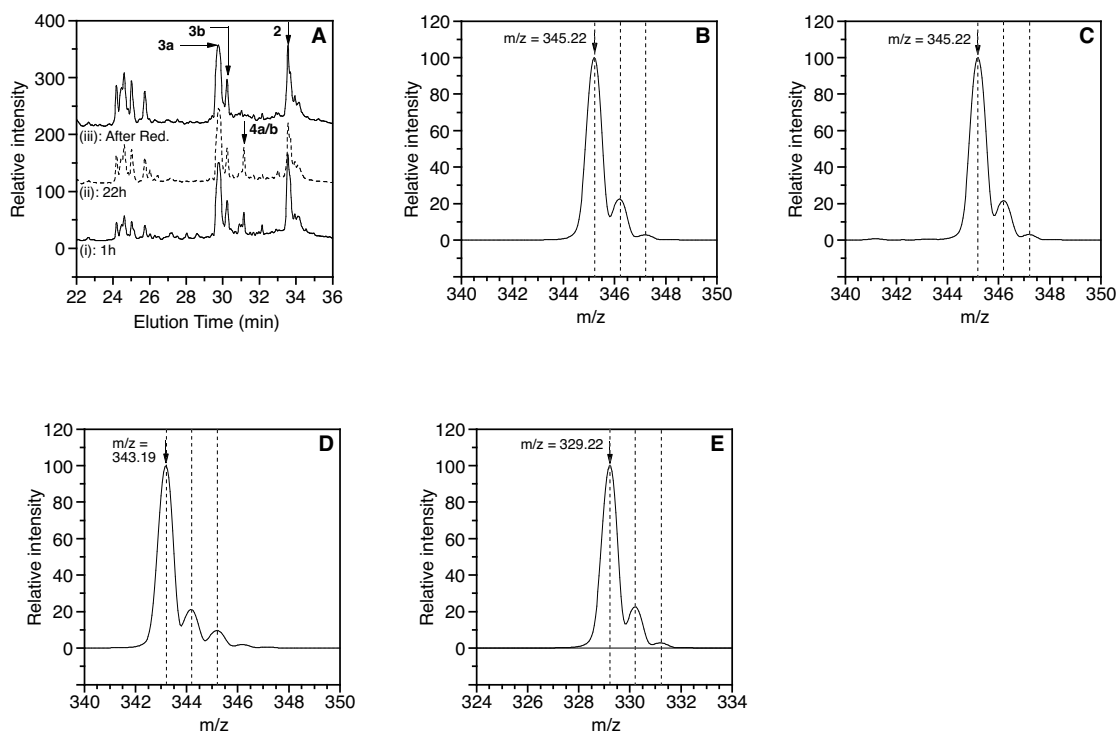 A
3b
3a
2
(iii): After Red.
4a/b
(ii): 22h
(i): 1h
Relative intensity
400
300
200
100
0
22 24 26 28 30 32 34 36
Elution Time (min)
B
m/z = 345.22
Relative intensity
120
100
80
60
40
20
0
340 342 344 346 348 350
m/z
C
m/z = 345.22
Relative intensity
120
100
80
60
40
20
0
340 342 344 346 348 350
m/z
D
m/z =
343.19
Relative intensity
120
100
80
60
40
20
0
340 342 344 346 348 350
m/z
E
m/z = 329.22
Relative intensity
120
100
80
60
40
20
0
324 326 328 330 332 334
m/z